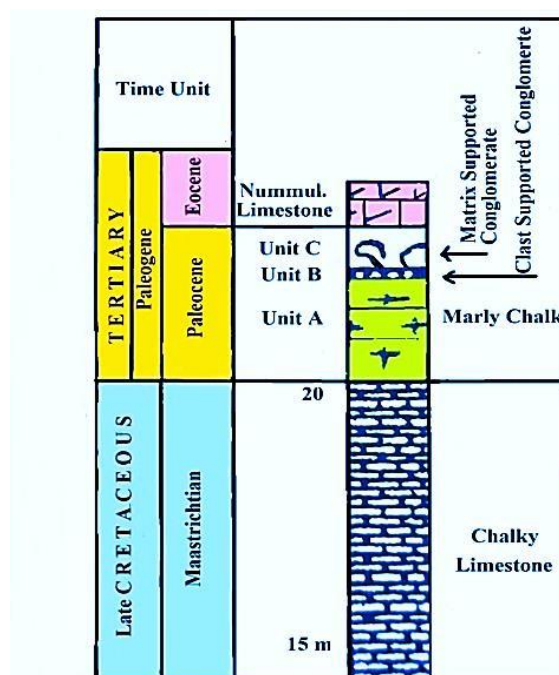 Time Unit
TERTIARY
Paleogene
Eocene
Paleocene
Nummul.
Limestone
Unit C
Unit B
Unit A
Matrix Supported
Conglomerate
Clast Supported Conglomerte
Marly Chalk
20
Late CRETACEOUS
Maastrichtian
Chalky
Limestone
15 m